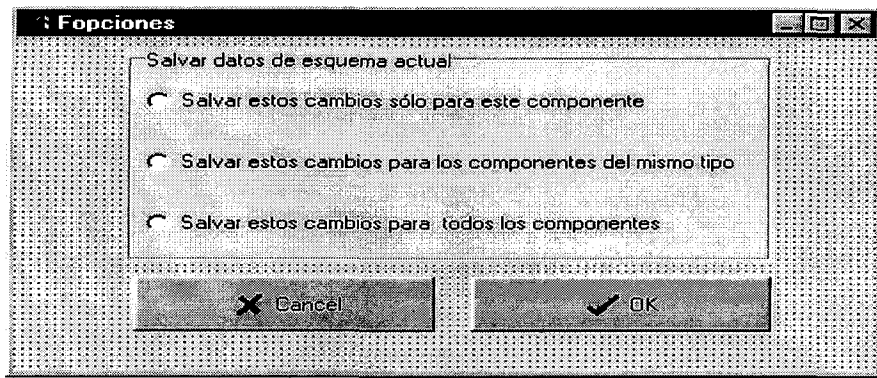 Fopciones
Salvar datos de esquema actual
Salvar estos cambios sólo para este componente
Salvar estos cambios para los componentes del mismo tipo
Salvar estos cambios para todos los componentes
Cancel
OK